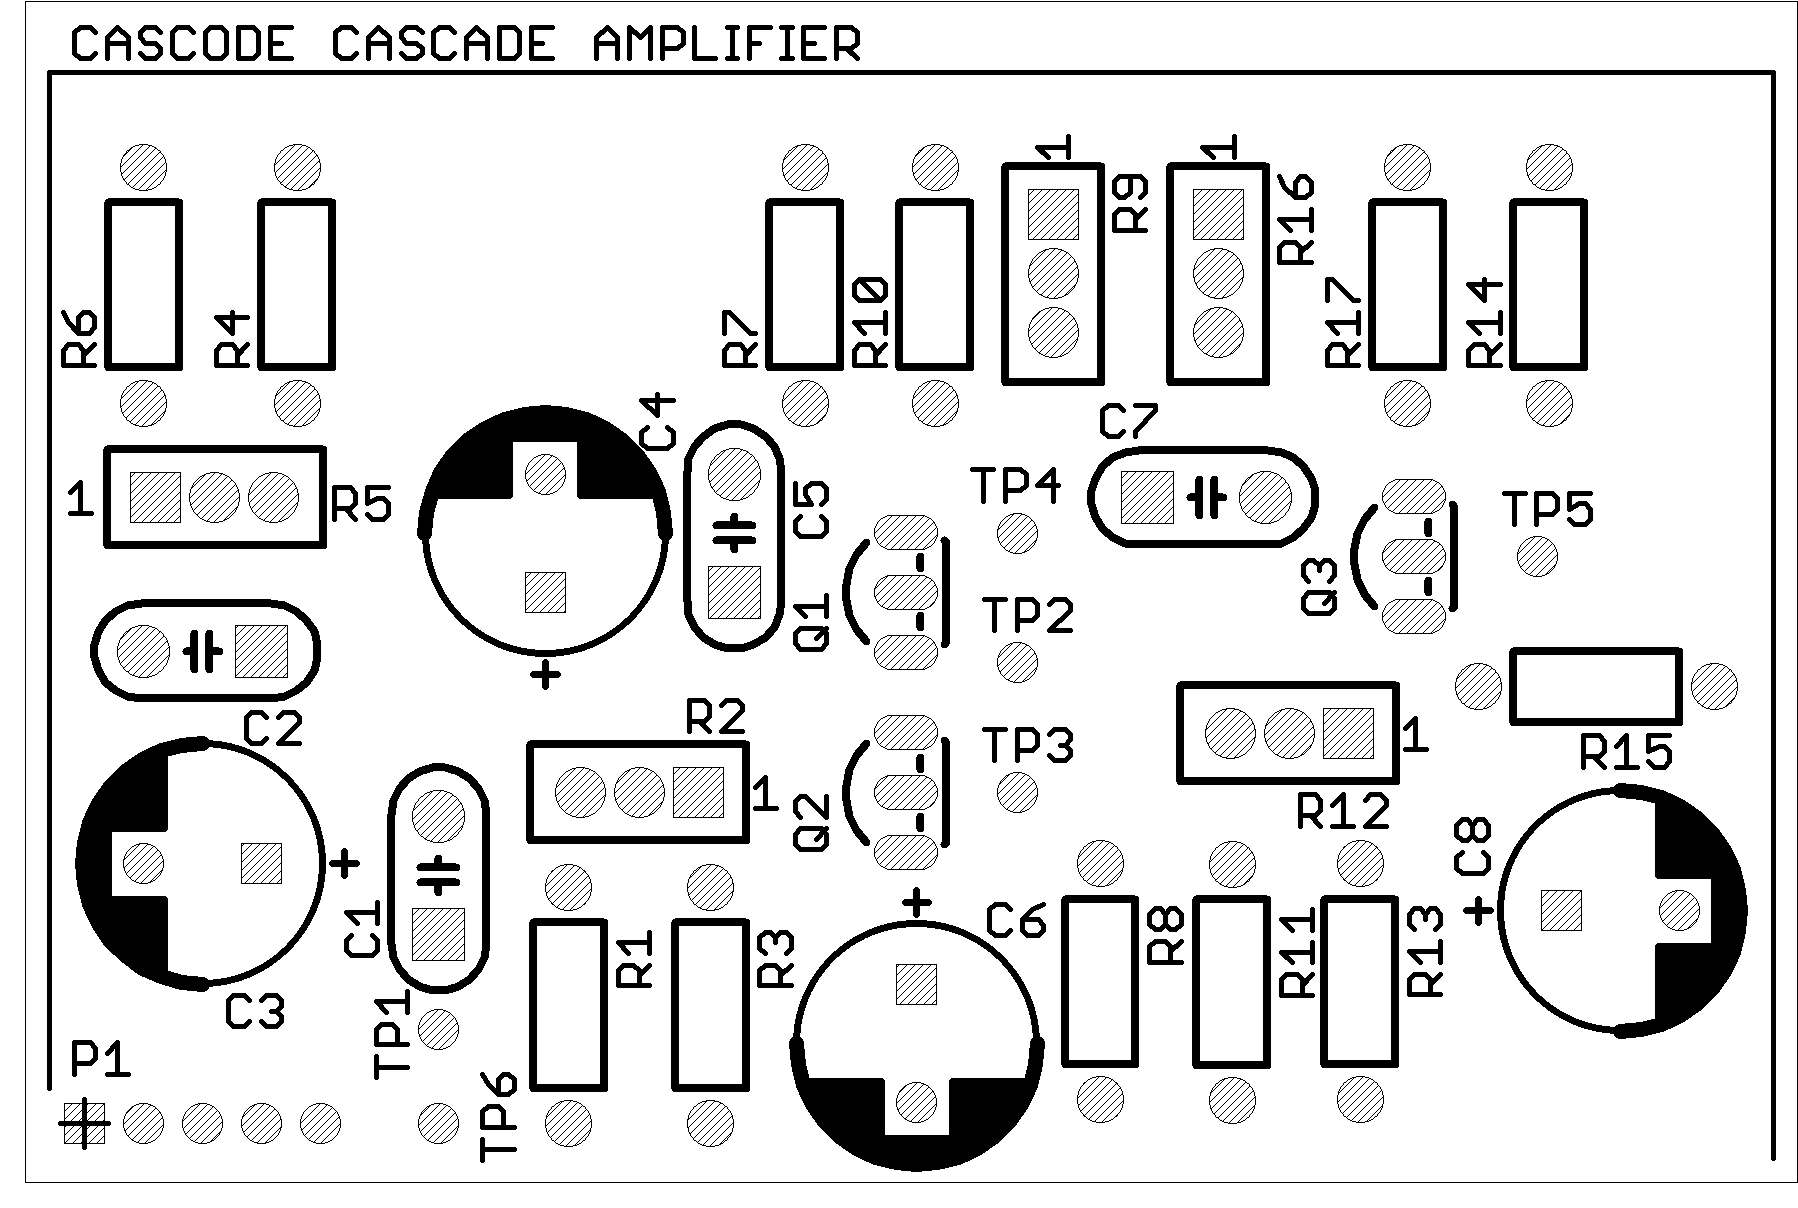 CASCODE CASCADE AMPLIFIER
1
1
R9
R16
R6
R4
R7
R10
R17
R14
C4
C7
1
R5
C5
TP4
TP5
Q1
TP2
Q3
+
C2
R2
TP3
1
R15
1
Q2
R12
C8
+
+
C1
+
C6
R1
R3
R8
R11
R13
C3
TP1
P1
TP6